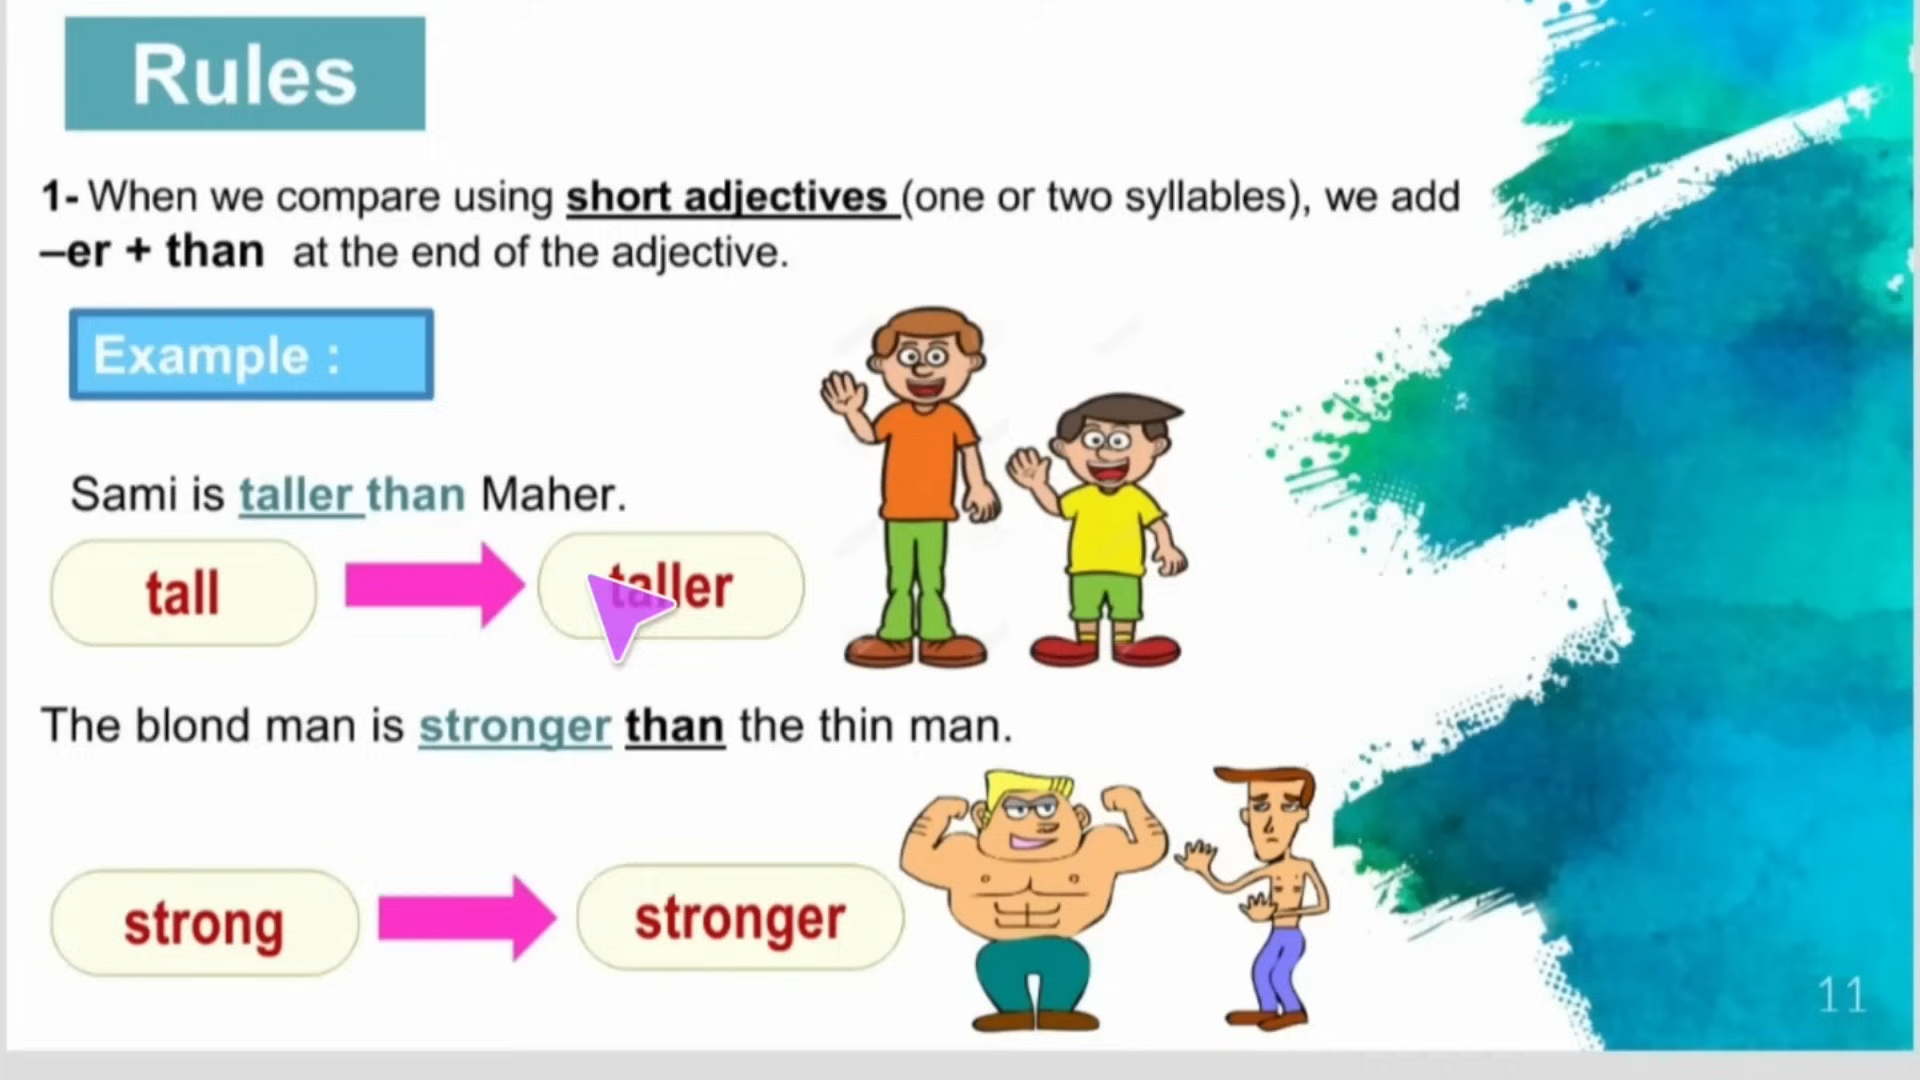 Rules
1- When we compare using short adjectives (one or two syllables), we add
–er + than at the end of the adjective.
Example :
Sami is taller than Maher.
tall
taller
The blond man is stronger than the thin man.
strong
stronger
11